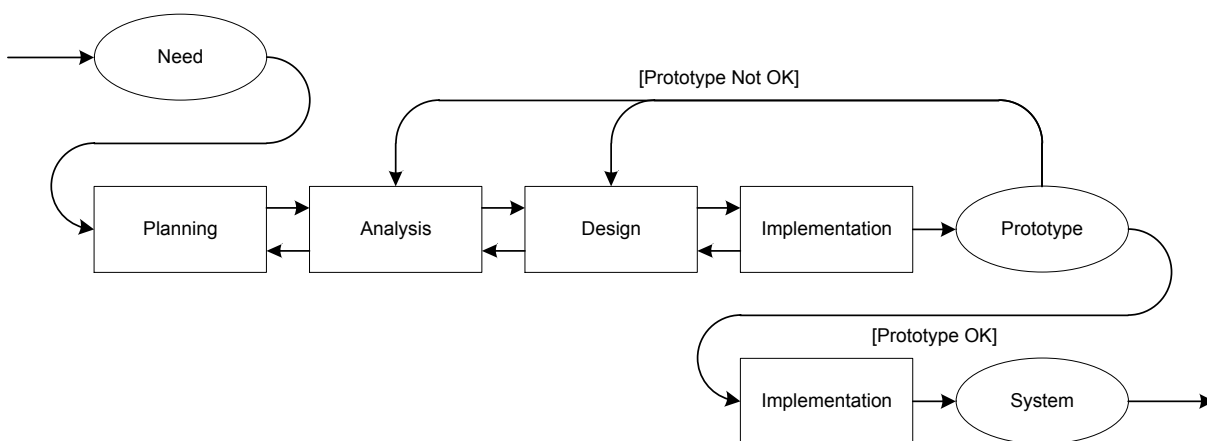 Need
[Prototype Not OK]
Planning
Analysis
Design
Implementation
Prototype
[Prototype OK]
Implementation
System